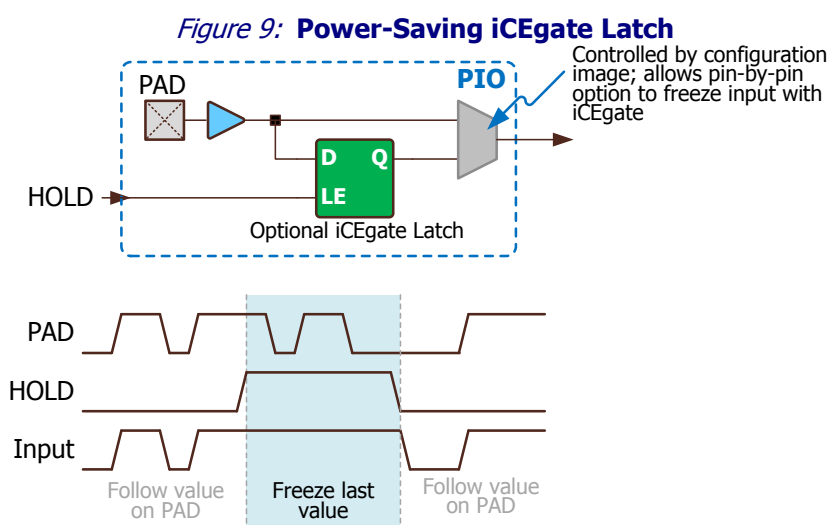 Figure 9: Power-Saving iCEgate Latch
Controlled by configuration
image; allows pin-by-pin
option to freeze input with
iCEgate
PIO
PAD
D Q
HOLD
LE
Optional iCEgate Latch
PAD
HOLD
Input
Follow value
on PAD
Freeze last
value
Follow value
on PAD